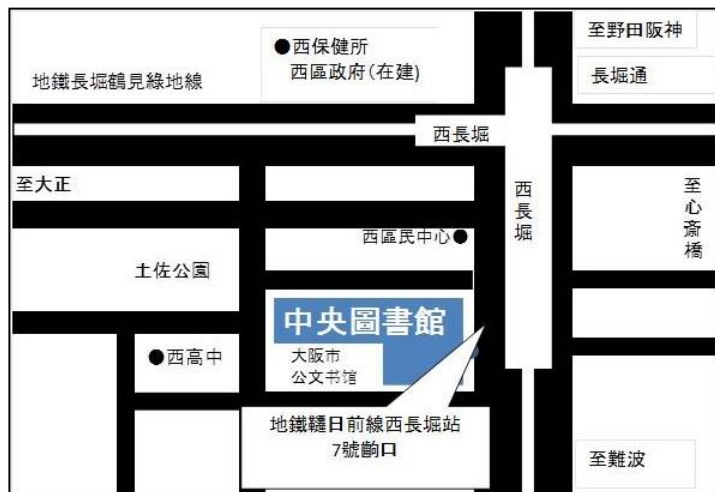 至野田阪神
●西保健所
西區政府(在建)
長堀通
地鐵長堀鶴見綠地線
西長堀
至大正
西長堀
至心斎橋
西區民中心●
土佐公園
中央圖書館
●西高中
大阪市
公文书馆
地鐵韆日前線西長堀站
7號齣口
至難波